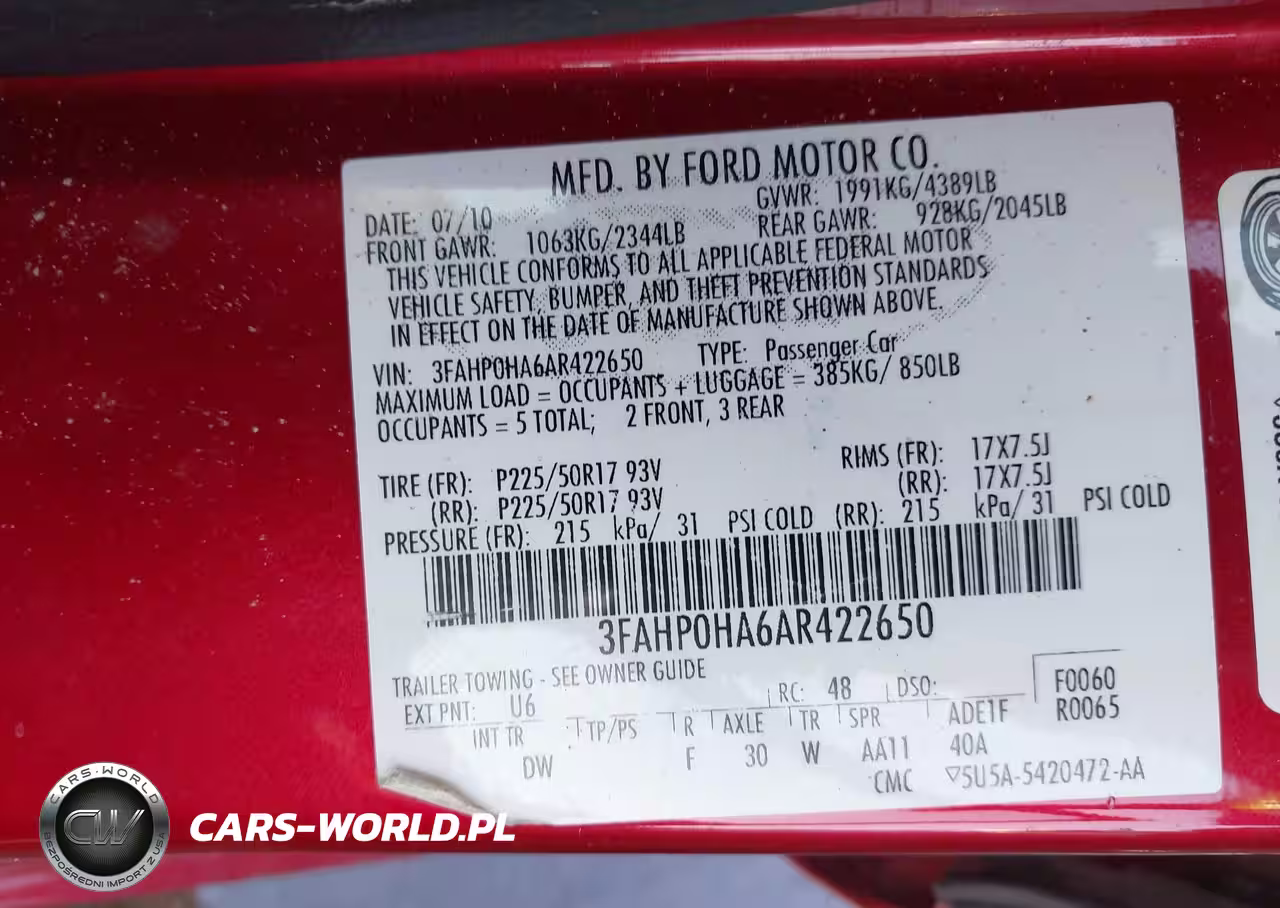 MFD. BY FORD MOTOR CO.
DATE: 07/10 GVWR: 1991KG/4389LB
FRONT GAWR: 1063KG/2344LB REAR GAWR: 928KG/2045LB
THIS VEHICLE CONFORMS TO ALL APPLICABLE FEDERAL MOTOR
VEHICLE SAFETY, BUMPER, AND THEFT PREVENTION STANDARDS
IN EFFECT ON THE DATE OF MANUFACTURE SHOWN ABOVE.
VIN: 3FAHP0HA6AR422650 TYPE: Passenger Car
MAXIMUM LOAD = OCCUPANTS + LUGGAGE = 385KG/ 850LB
OCCUPANTS = 5 TOTAL; 2 FRONT, 3 REAR
TIRE (FR): P225/50R17 93V RIMS (FR): 17X7.5J
(RR): P225/50R17 93V (RR): 17X7.5J
PRESSURE (FR): 215 kPa/ 31 PSI COLD (RR): 215 kPa/ 31 PSI COLD
3FAHP0HA6AR422650
TRAILER TOWING - SEE OWNER GUIDE
EXT PNT: U6 RC: 48 DSO: F0060
INT TR TP/PS R AXLE TR SPR ADE1F R0065
DW F 30 W AA11 40A
CMC ▽5U5A-5420472-AA
CARS-WORLD
CW
BEZPOŚREDNI IMPORT Z USA
CARS-WORLD.PL